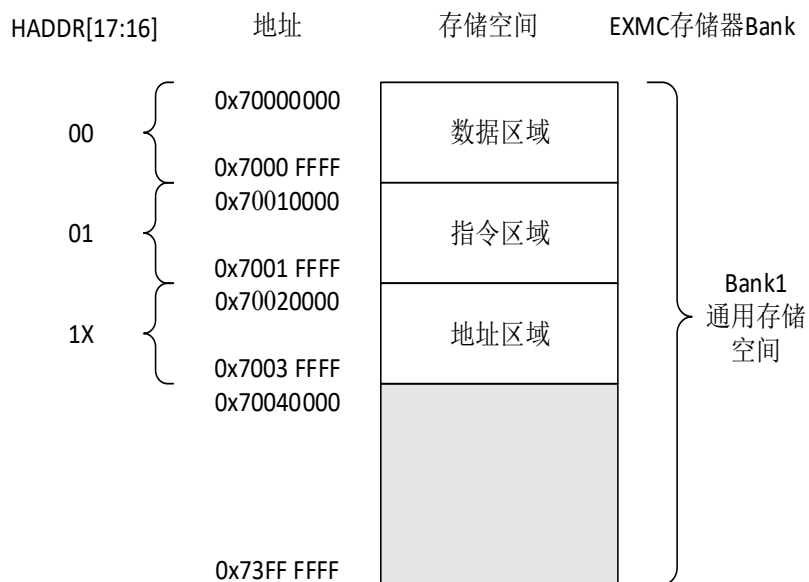 HADDR[17:16] 地址 存储空间 EXMC存储器Bank
0x70000000
00 数据区域
0x7000 FFFF
0x70010000
01 指令区域
0x7001 FFFF
0x70020000
1X 地址区域
0x7003 FFFF
0x70040000
0x73FF FFFF
Bank1
通用存储
空间